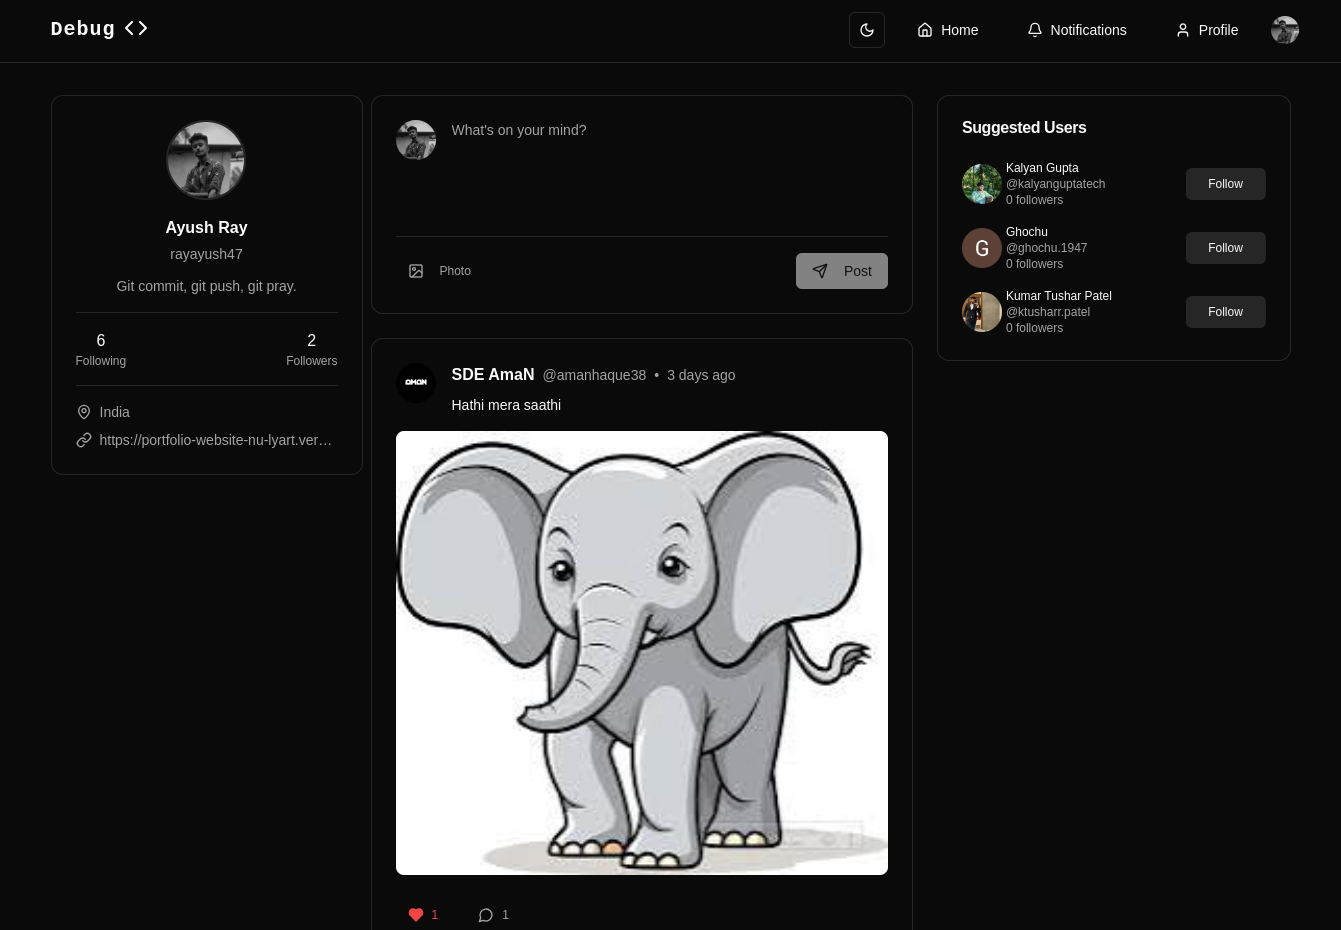 Debug <>
Home
Notifications
Profile
Ayush Ray
rayayush47
Git commit, git push, git pray.
6
Following
2
Followers
India
https://portfolio-website-nu-lyart.ver…
What's on your mind?
Photo
Post
SDE AmaN @amanhaque38 • 3 days ago
AMAN
Hathi mera saathi
1
1
Suggested Users
Kalyan Gupta
@kalyanguptatech
0 followers
Follow
G
Ghochu
@ghochu.1947
0 followers
Follow
Kumar Tushar Patel
@ktusharr.patel
0 followers
Follow